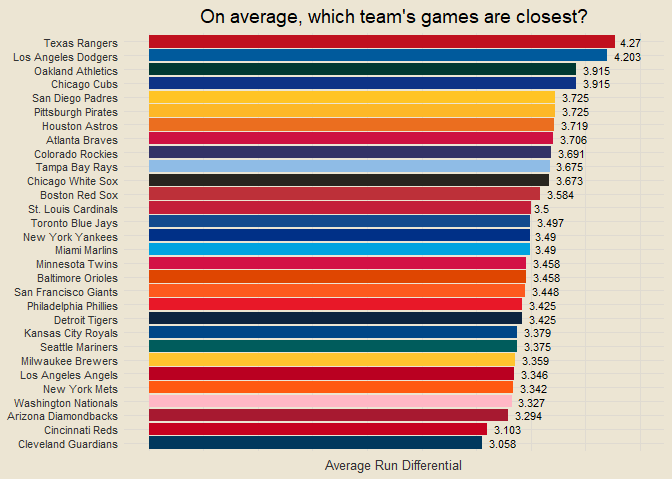 On average, which team's games are closest?
Texas Rangers 4.27
Los Angeles Dodgers 4.203
Oakland Athletics 3.915
Chicago Cubs 3.915
San Diego Padres 3.725
Pittsburgh Pirates 3.725
Houston Astros 3.719
Atlanta Braves 3.706
Colorado Rockies 3.691
Tampa Bay Rays 3.675
Chicago White Sox 3.673
Boston Red Sox 3.584
St. Louis Cardinals 3.5
Toronto Blue Jays 3.497
New York Yankees 3.49
Miami Marlins 3.49
Minnesota Twins 3.458
Baltimore Orioles 3.458
San Francisco Giants 3.448
Philadelphia Phillies 3.425
Detroit Tigers 3.425
Kansas City Royals 3.379
Seattle Mariners 3.375
Milwaukee Brewers 3.359
Los Angeles Angels 3.346
New York Mets 3.342
Washington Nationals 3.327
Arizona Diamondbacks 3.294
Cincinnati Reds 3.103
Cleveland Guardians 3.058
Average Run Differential